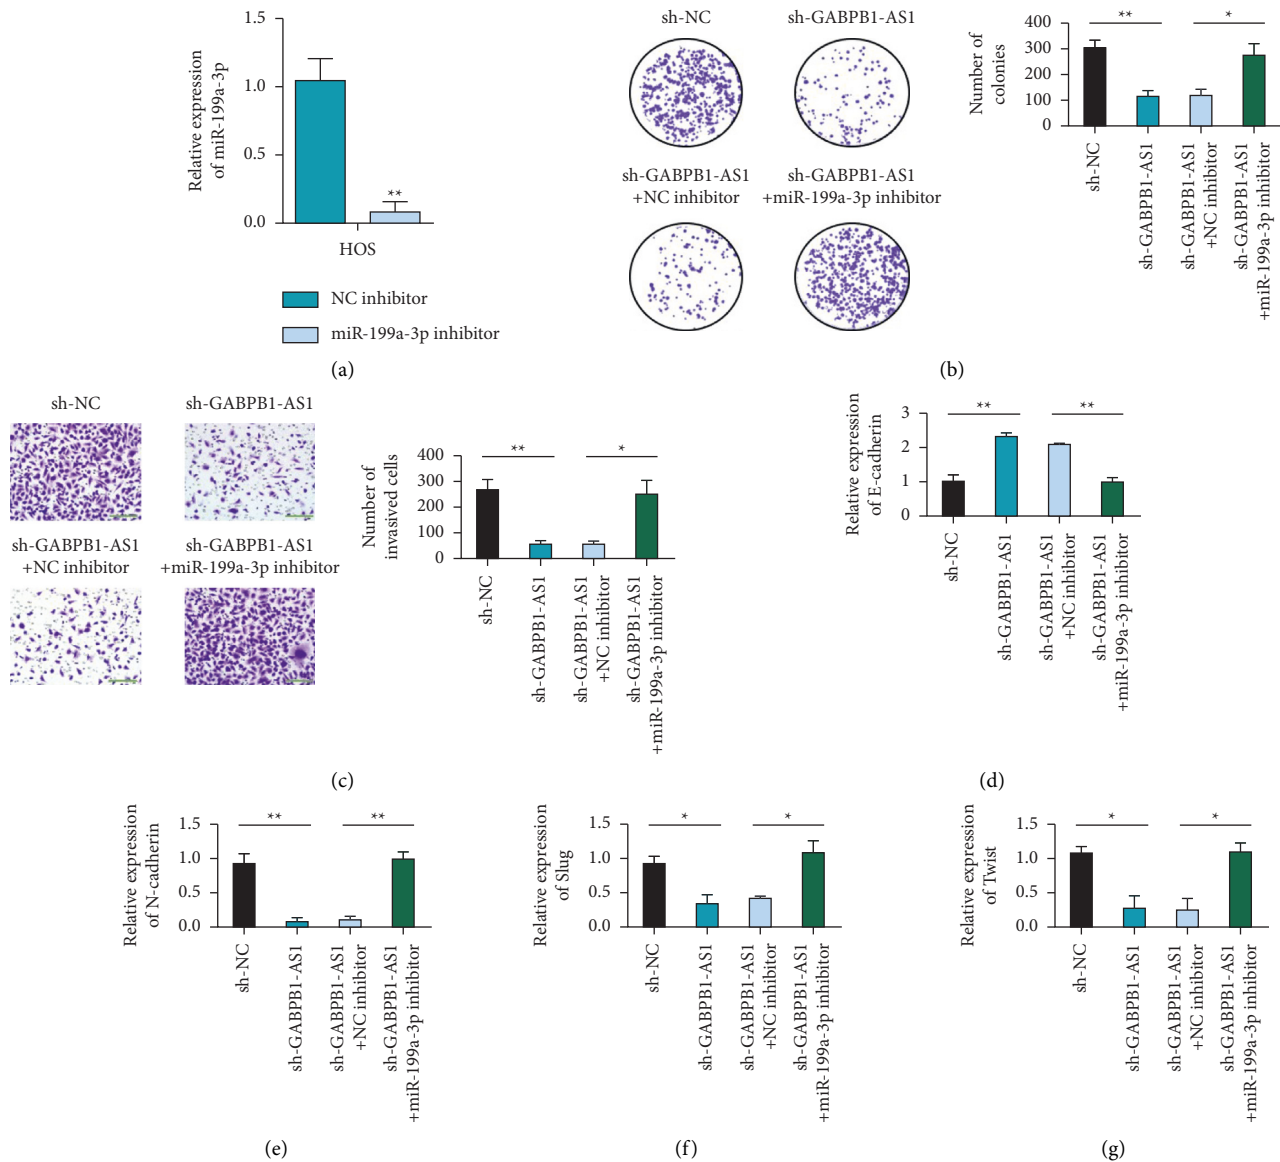 Relative expression
of miR-199a-3p
1.5
1.0
0.5
0.0
**
HOS
NC inhibitor
miR-199a-3p inhibitor
(a)
sh-NC
sh-GABPB1-AS1
sh-GABPB1-AS1
+NC inhibitor
sh-GABPB1-AS1
+miR-199a-3p inhibitor
Number of
colonies
400
300
200
100
0
**
*
sh-NC
sh-GABPB1-AS1
sh-GABPB1-AS1
+NC inhibitor
sh-GABPB1-AS1
+miR-199a-3p inhibitor
(b)
sh-NC
sh-GABPB1-AS1
sh-GABPB1-AS1
+NC inhibitor
sh-GABPB1-AS1
+miR-199a-3p inhibitor
Number of
invasived cells
400
300
200
100
0
**
*
sh-NC
sh-GABPB1-AS1
sh-GABPB1-AS1
+NC inhibitor
sh-GABPB1-AS1
+miR-199a-3p inhibitor
(c)
Relative expression
of E-cadherin
3
2
1
0
**
**
sh-NC
sh-GABPB1-AS1
sh-GABPB1-AS1
+NC inhibitor
sh-GABPB1-AS1
+miR-199a-3p inhibitor
(d)
Relative expression
of N-cadherin
1.5
1.0
0.5
0.0
**
**
sh-NC
sh-GABPB1-AS1
sh-GABPB1-AS1
+NC inhibitor
sh-GABPB1-AS1
+miR-199a-3p inhibitor
(e)
Relative expression
of Slug
1.5
1.0
0.5
0.0
*
*
sh-NC
sh-GABPB1-AS1
sh-GABPB1-AS1
+NC inhibitor
sh-GABPB1-AS1
+miR-199a-3p inhibitor
(f)
Relative expression
of Twist
1.5
1.0
0.5
0.0
*
*
sh-NC
sh-GABPB1-AS1
sh-GABPB1-AS1
+NC inhibitor
sh-GABPB1-AS1
+miR-199a-3p inhibitor
(g)